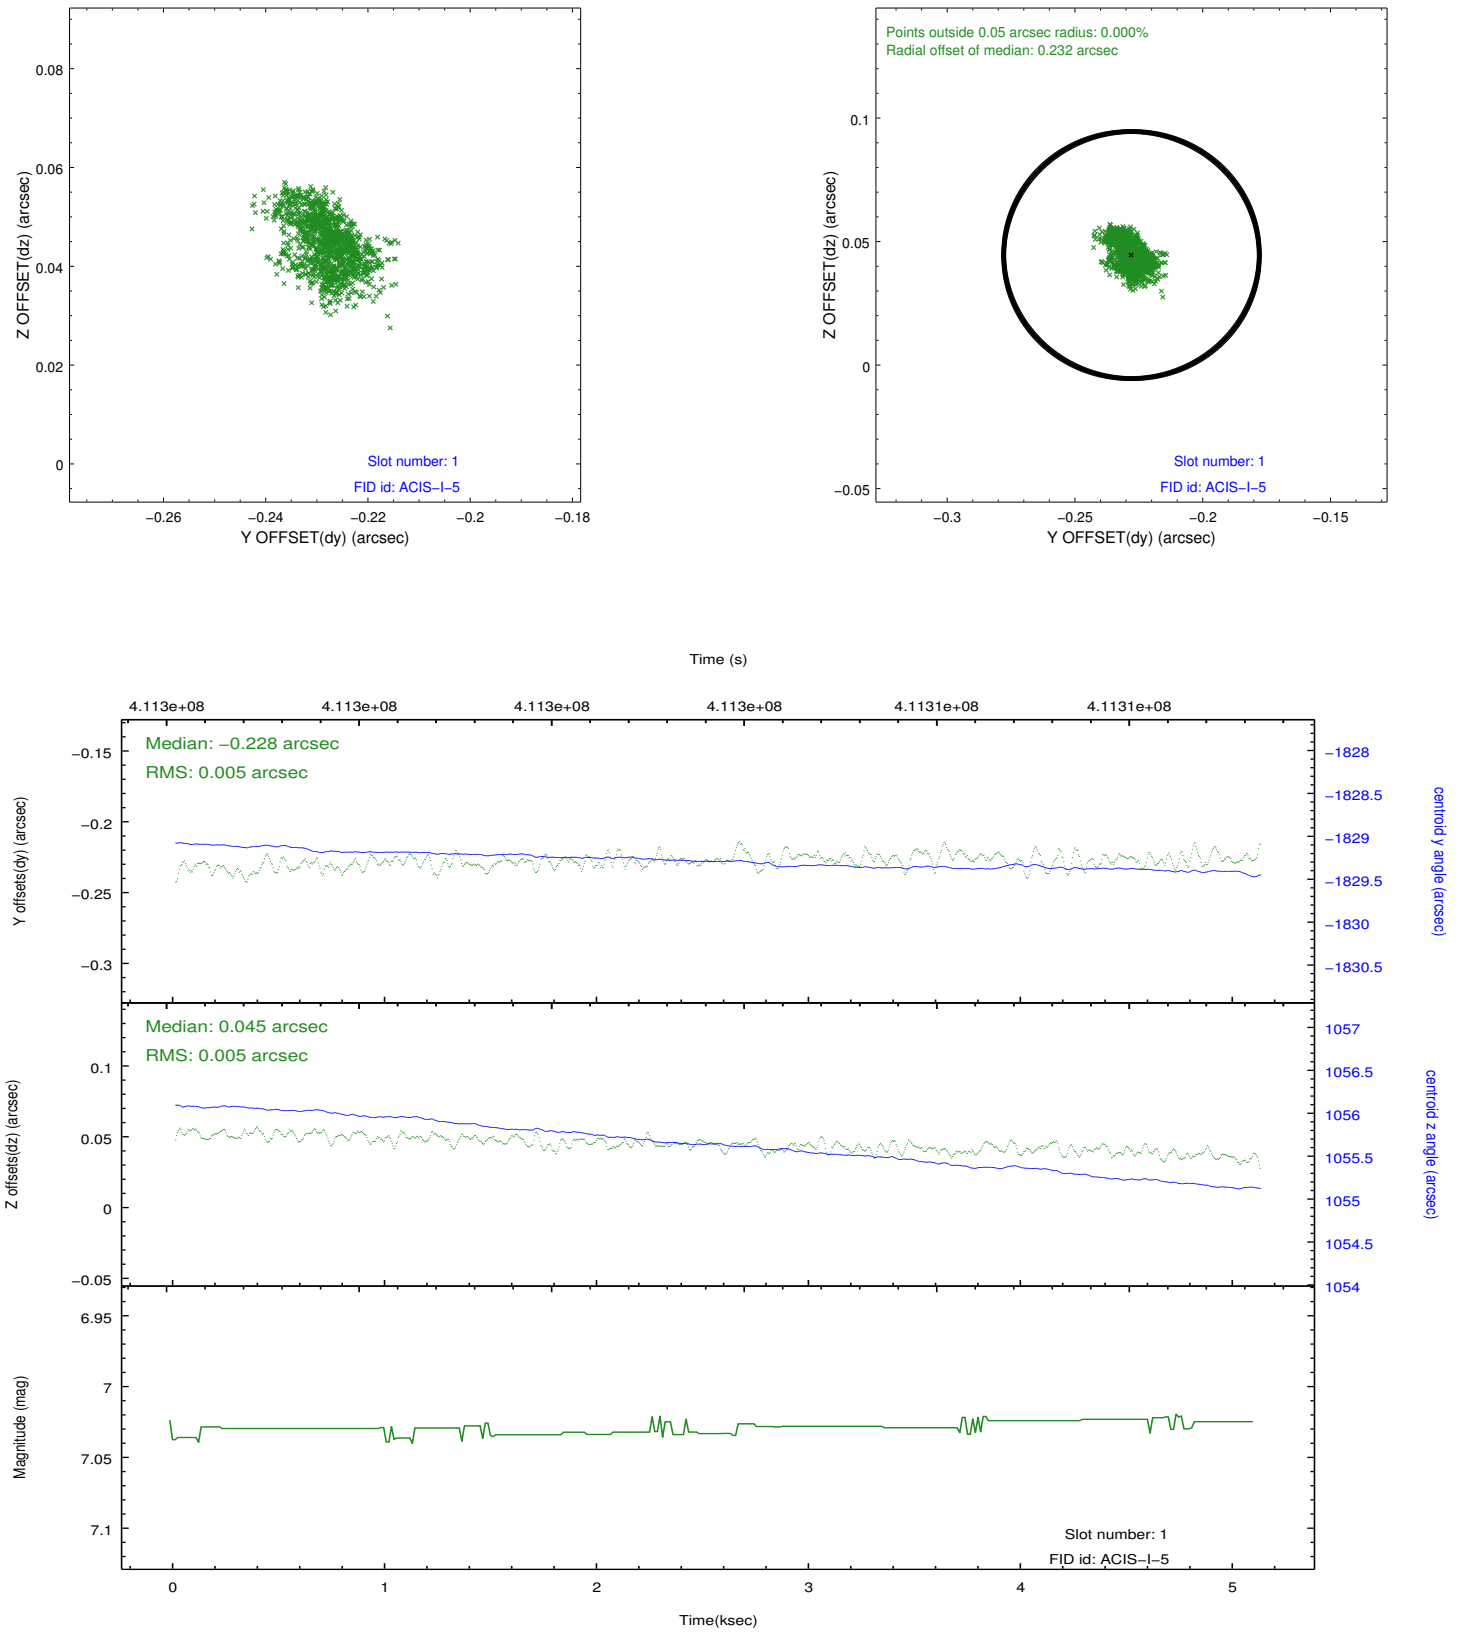 0.08
0.06
0.04
0.02
0
−0.26
−0.24
−0.22
−0.2
−0.18
Z OFFSET(dz) (arcsec)
Y OFFSET(dy) (arcsec)
Slot number: 1
FID id: ACIS−I−5
Points outside 0.05 arcsec radius: 0.000%
Radial offset of median: 0.232 arcsec
0.1
0.05
0
−0.05
−0.3
−0.25
−0.2
−0.15
Z OFFSET(dz) (arcsec)
Y OFFSET(dy) (arcsec)
Slot number: 1
FID id: ACIS−I−5
Time (s)
4.113e+08 4.113e+08 4.113e+08 4.113e+08 4.1131e+08 4.1131e+08
Median: −0.228 arcsec
RMS: 0.005 arcsec
−0.15
−0.2
−0.25
−0.3
Y offsets(dy) (arcsec)
−1828
−1828.5
−1829
−1829.5
−1830
−1830.5
centroid y angle (arcsec)
Median: 0.045 arcsec
RMS: 0.005 arcsec
0.1
0.05
0
−0.05
Z offsets(dz) (arcsec)
1057
1056.5
1056
1055.5
1055
1054.5
1054
centroid z angle (arcsec)
6.95
7
7.05
7.1
Magnitude (mag)
Slot number: 1
FID id: ACIS−I−5
0 1 2 3 4 5
Time(ksec)